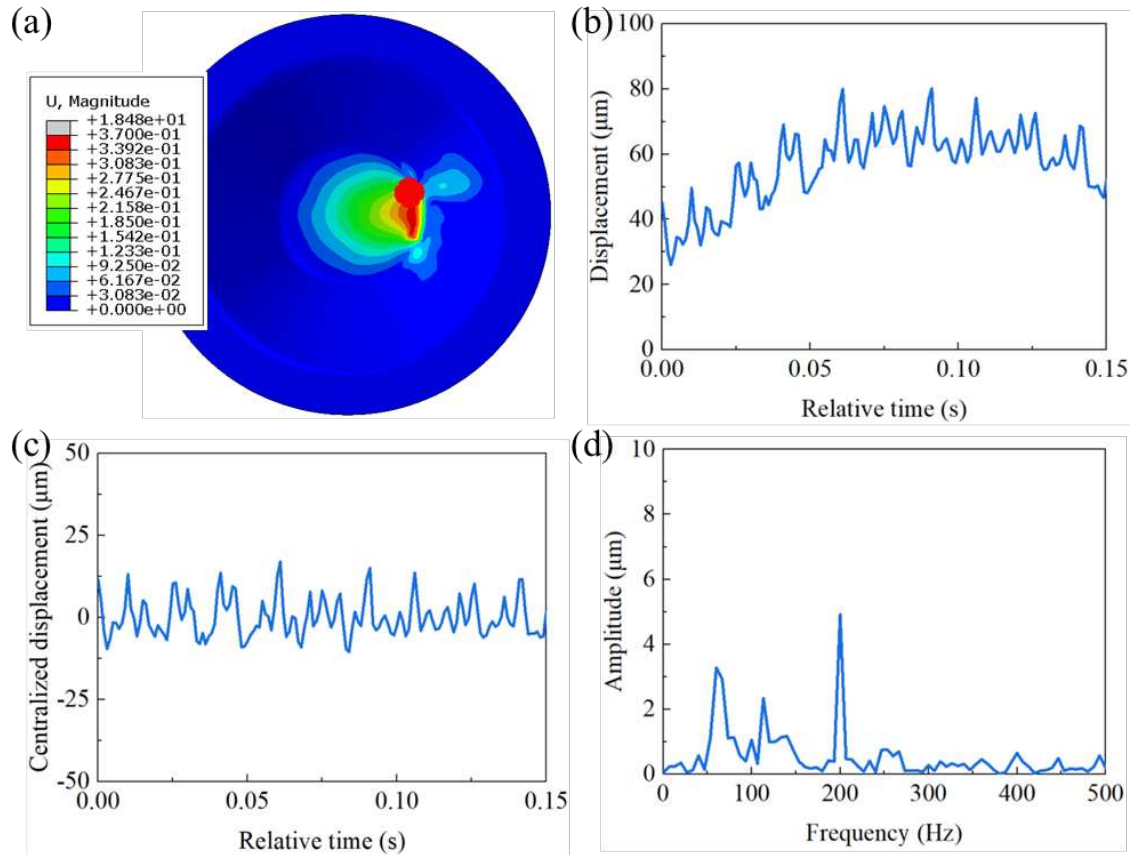 (a)
U, Magnitude
+1.848e+01
+3.700e-01
+3.392e-01
+3.083e-01
+2.775e-01
+2.467e-01
+2.158e-01
+1.850e-01
+1.542e-01
+1.233e-01
+9.250e-02
+6.167e-02
+3.083e-02
+0.000e+00
(b)
100
80
60
40
20
0
Displacement (μm)
0.00 0.05 0.10 0.15
Relative time (s)
(c)
50
25
0
-25
-50
Centralized displacement (μm)
0.00 0.05 0.10 0.15
Relative time (s)
(d)
10
8
6
4
2
0
Amplitude (μm)
0 100 200 300 400 500
Frequency (Hz)